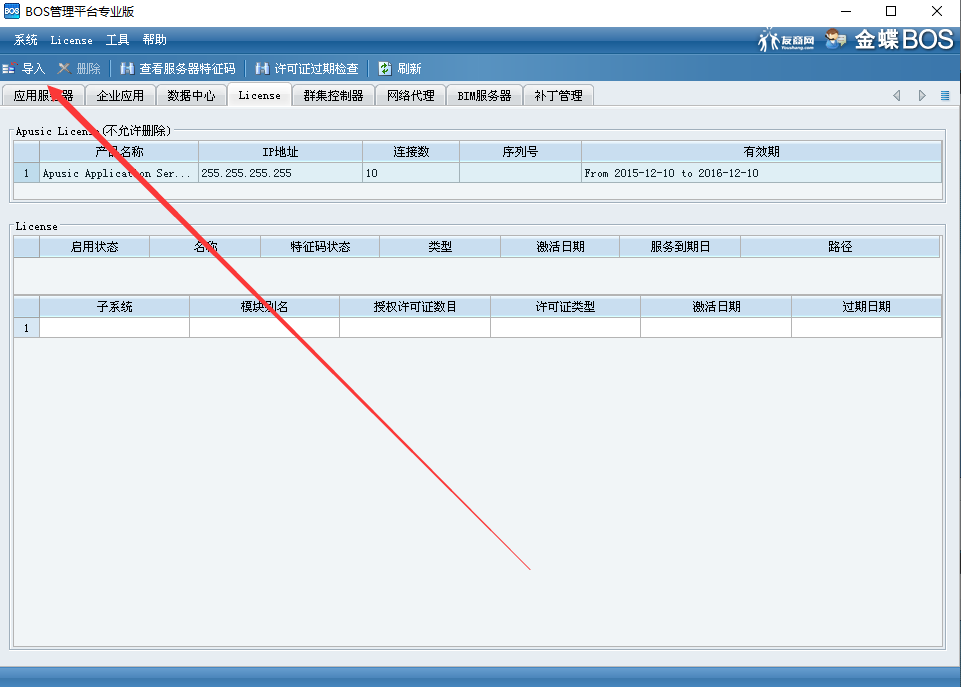 BOS BOS管理平台专业版
系统 License 工具 帮助
友商网 Youshang.com 金蝶BOS
导入 删除 查看服务器特征码 许可证过期检查 刷新
应用服务器 企业应用 数据中心 License 群集控制器 网络代理 BIM服务器 补丁管理
Apusic License(不允许删除)
产品名称 IP地址 连接数 序列号 有效期
1 Apusic Application Ser... 255.255.255.255 10 From 2015-12-10 to 2016-12-10
License
启用状态 名称 特征码状态 类型 激活日期 服务到期日 路径
子系统 模块别名 授权许可证数目 许可证类型 激活日期 过期日期
1